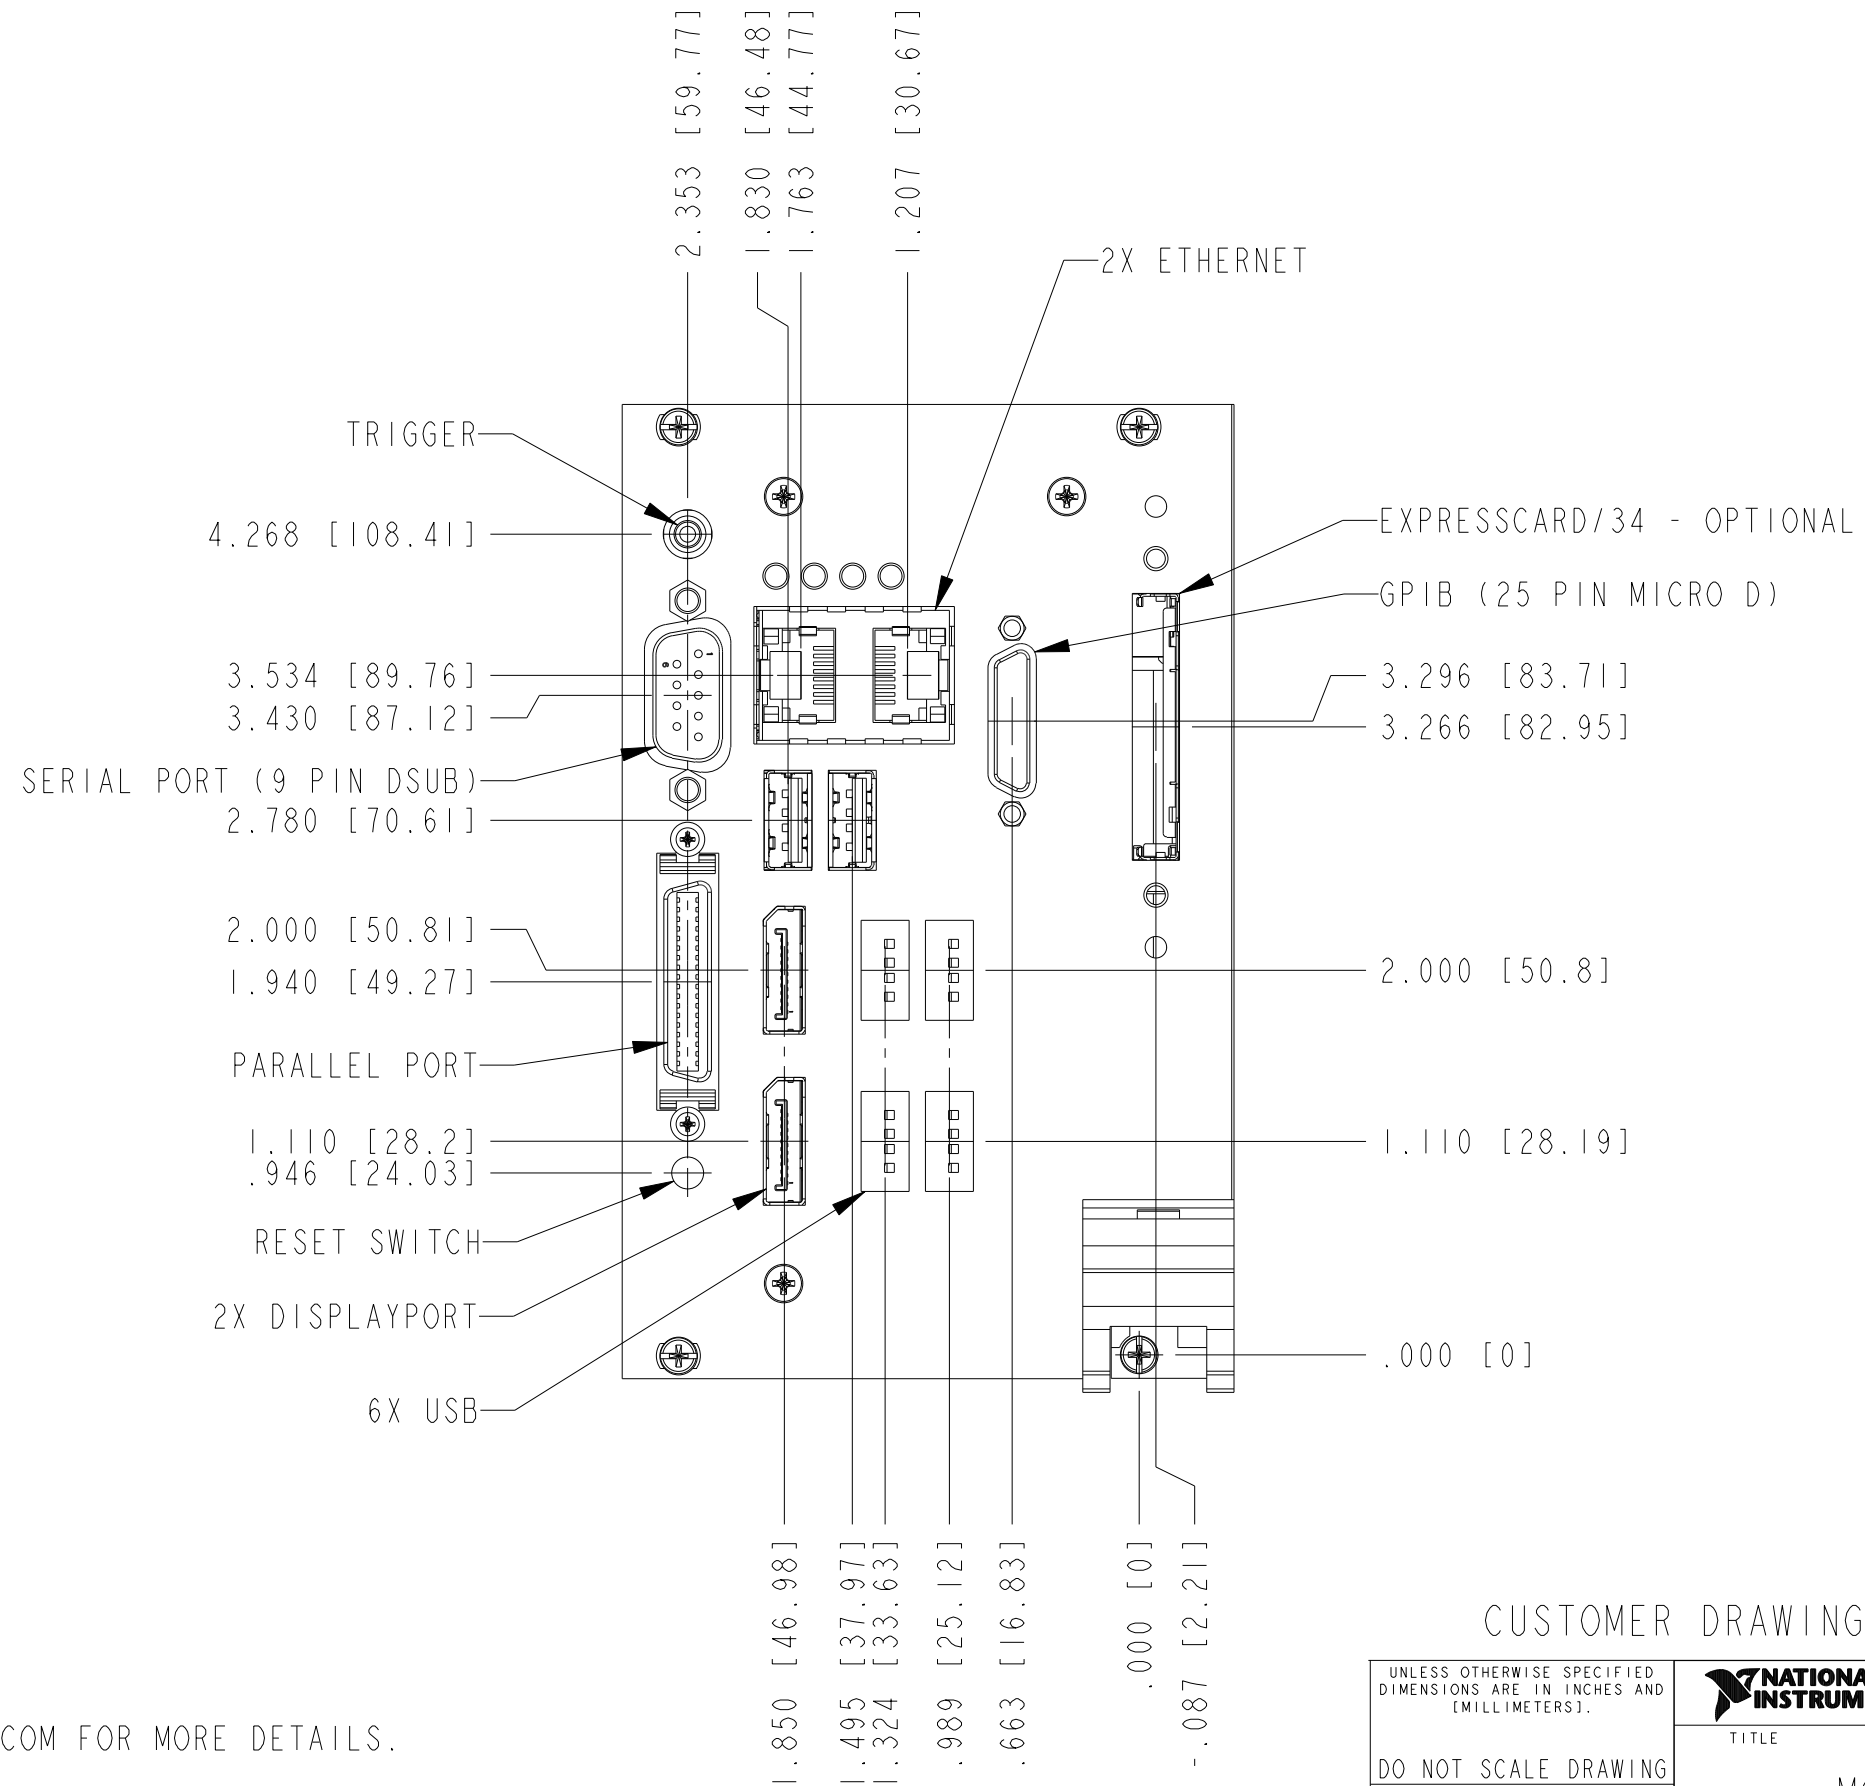 2.353 [59.77]
1.830 [46.48]
1.763 [44.77]
1.207 [30.67]
2X ETHERNET
TRIGGER
4.268 [108.41]
EXPRESSCARD/34 - OPTIONAL
GPIB (25 PIN MICRO D)
3.534 [89.76]
3.296 [83.71]
3.430 [87.12]
3.266 [82.95]
1
6
SERIAL PORT (9 PIN DSUB)
2.780 [70.61]
2.000 [50.81]
2.000 [50.8]
1.940 [49.27]
PARALLEL PORT
1.110 [28.2]
1.110 [28.19]
.946 [24.03]
RESET SWITCH
2X DISPLAYPORT
.000 [0]
6X USB
1.850 [46.98]
1.495 [37.97]
1.324 [33.63]
.989 [25.12]
.663 [16.83]
.000 [0]
-.087 [2.21]
CUSTOMER DRAWING
UNLESS OTHERWISE SPECIFIED
DIMENSIONS ARE IN INCHES AND
[MILLIMETERS].
NATIONA
INSTRUM
TITLE
COM FOR MORE DETAILS.
DO NOT SCALE DRAWING